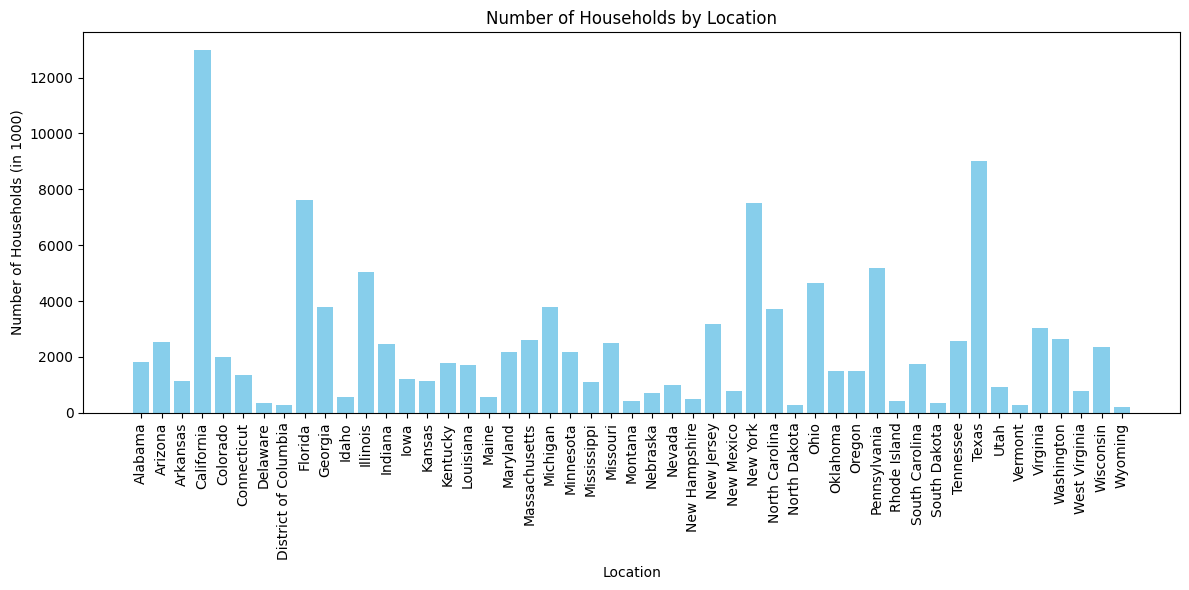 Number of Households by Location
Number of Households (in 1000)
12000
10000
8000
6000
4000
2000
0
Alabama
Arizona
Arkansas
California
Colorado
Connecticut
Delaware
District of Columbia
Florida
Georgia
Idaho
Illinois
Indiana
Iowa
Kansas
Kentucky
Louisiana
Maine
Maryland
Massachusetts
Michigan
Minnesota
Mississippi
Missouri
Montana
Nebraska
Nevada
New Hampshire
New Jersey
New Mexico
New York
North Carolina
North Dakota
Ohio
Oklahoma
Oregon
Pennsylvania
Rhode Island
South Carolina
South Dakota
Tennessee
Texas
Utah
Vermont
Virginia
Washington
West Virginia
Wisconsin
Wyoming
Location